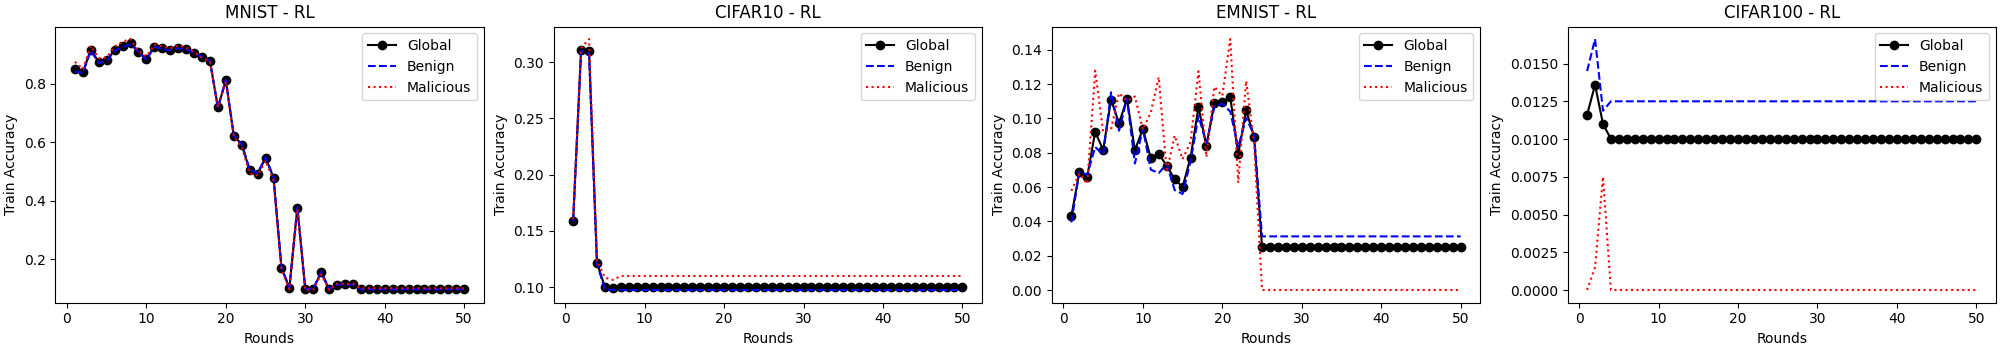 MNIST - RL
Train Accuracy
0.8
0.6
0.4
0.2
0 10 20 30 40 50
Rounds
Global
Benign
Malicious
CIFAR10 - RL
Train Accuracy
0.30
0.25
0.20
0.15
0.10
0 10 20 30 40 50
Rounds
Global
Benign
Malicious
EMNIST - RL
Train Accuracy
0.14
0.12
0.10
0.08
0.06
0.04
0.02
0.00
0 10 20 30 40 50
Rounds
Global
Benign
Malicious
CIFAR100 - RL
Train Accuracy
0.0150
0.0125
0.0100
0.0075
0.0050
0.0025
0.0000
0 10 20 30 40 50
Rounds
Global
Benign
Malicious